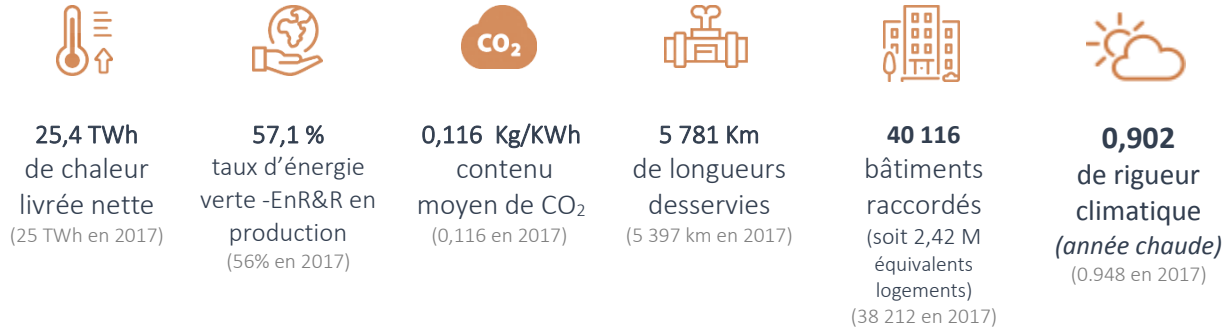 25,4 TWh
de chaleur
livrée nette
(25 TWh en 2017)
57,1 %
taux d’énergie
verte -EnR&R en
production
(56% en 2017)
CO2
0,116 Kg/KWh
contenu
moyen de CO2
(0,116 en 2017)
5 781 Km
de longueurs
desservies
(5 397 km en 2017)
40 116
bâtiments
raccordés
(soit 2,42 M
équivalents
logements)
(38 212 en 2017)
0,902
de rigueur
climatique
(année chaude)
(0.948 en 2017)